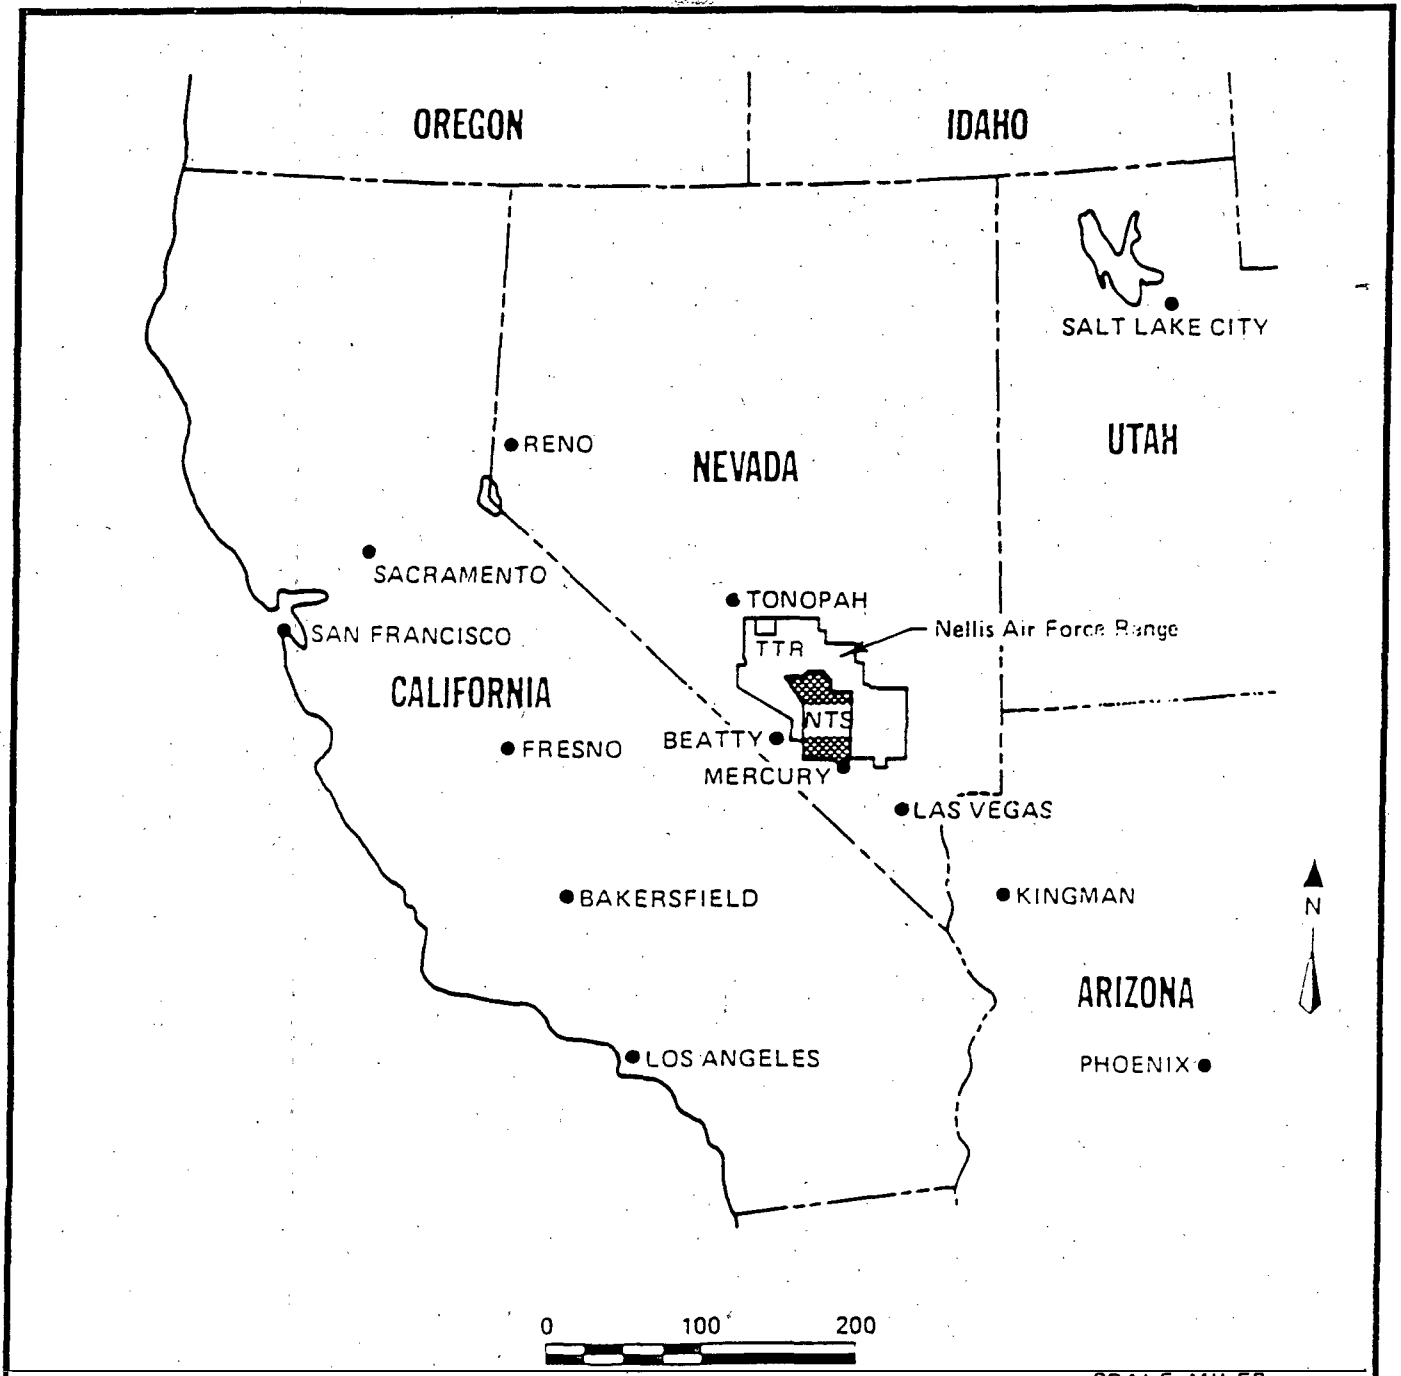 OREGON
IDAHO
SALT LAKE CITY
UTAH
RENO
NEVADA
SACRAMENTO
TONOPAH
SAN FRANCISCO
Nellis Air Force Range
TTR
CALIFORNIA
NTS
BEATTY
FRESNO
MERCURY
LAS VEGAS
BAKERSFIELD
KINGMAN
N
ARIZONA
LOS ANGELES
PHOENIX
0 100 200